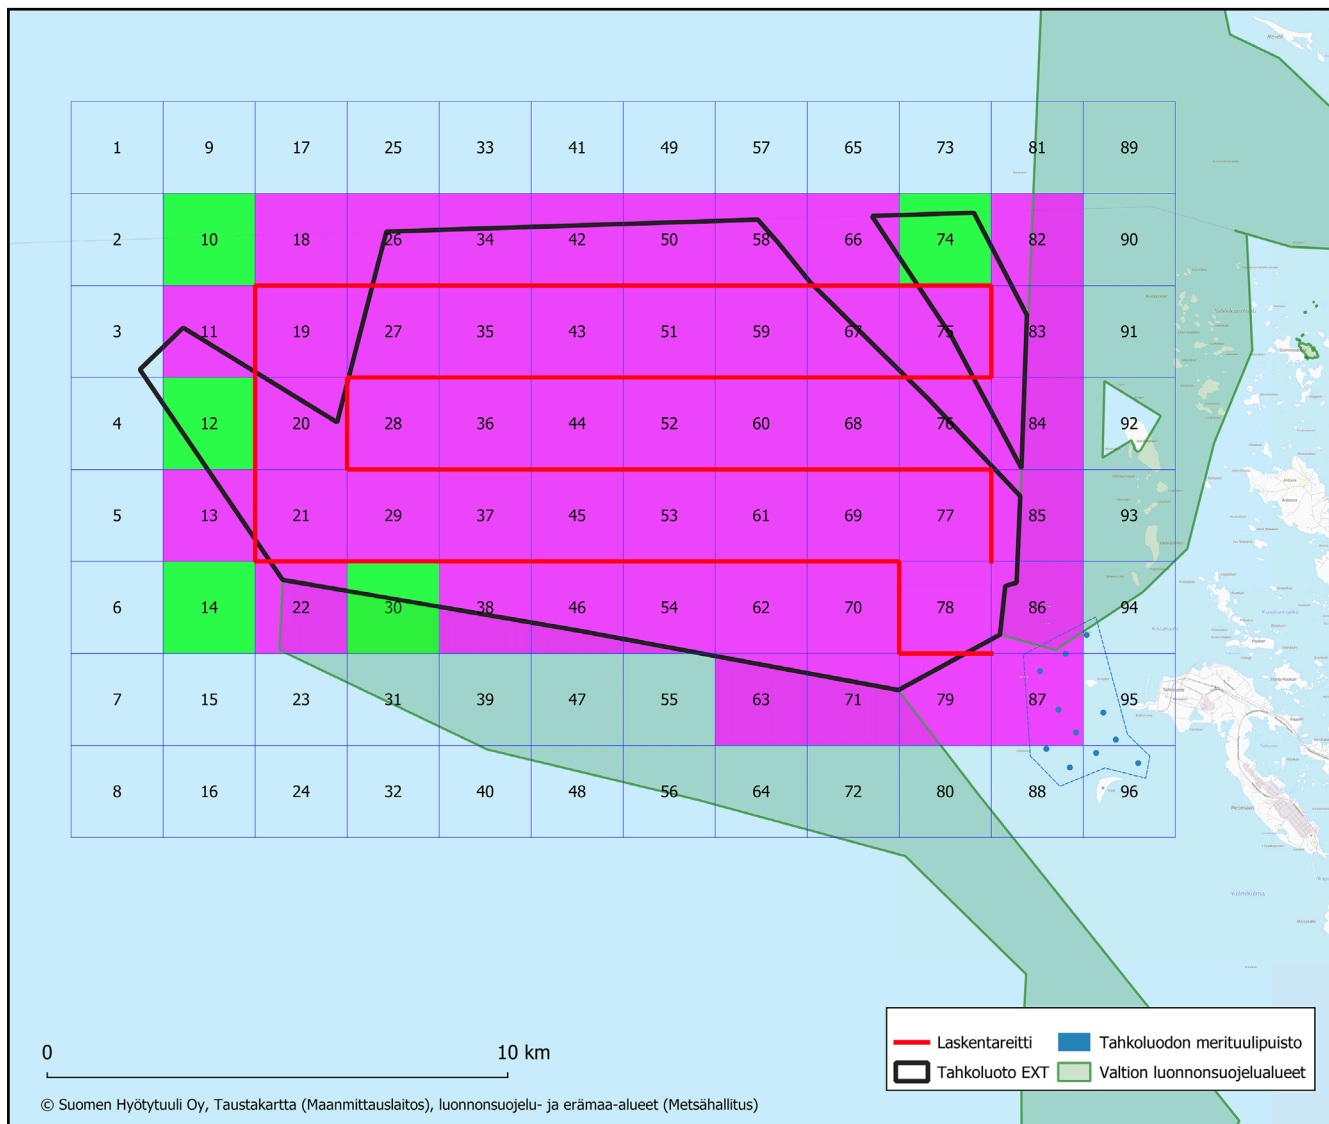 1 9 17 25 33 41 49 57 65 73 81 89
2 10 18 26 34 42 50 58 66 74 82 90
3 11 19 27 35 43 51 59 67 75 83 91
4 12 20 28 36 44 52 60 68 76 84 92
5 13 21 29 37 45 53 61 69 77 85 93
6 14 22 30 38 46 54 62 70 78 86 94
7 15 23 31 39 47 55 63 71 79 87 95
8 16 24 32 40 48 56 64 72 80 88 96
0 10 km
Laskentareitti Tahkoluodon merituulipuisto
Tahkoluoto EXT Valtion luonnonsuojelualueet
© Suomen Hyötytuuli Oy, Taustakartta (Maanmittauslaitos), luonnonsuojelu- ja erämaa-alueet (Metsähallitus)